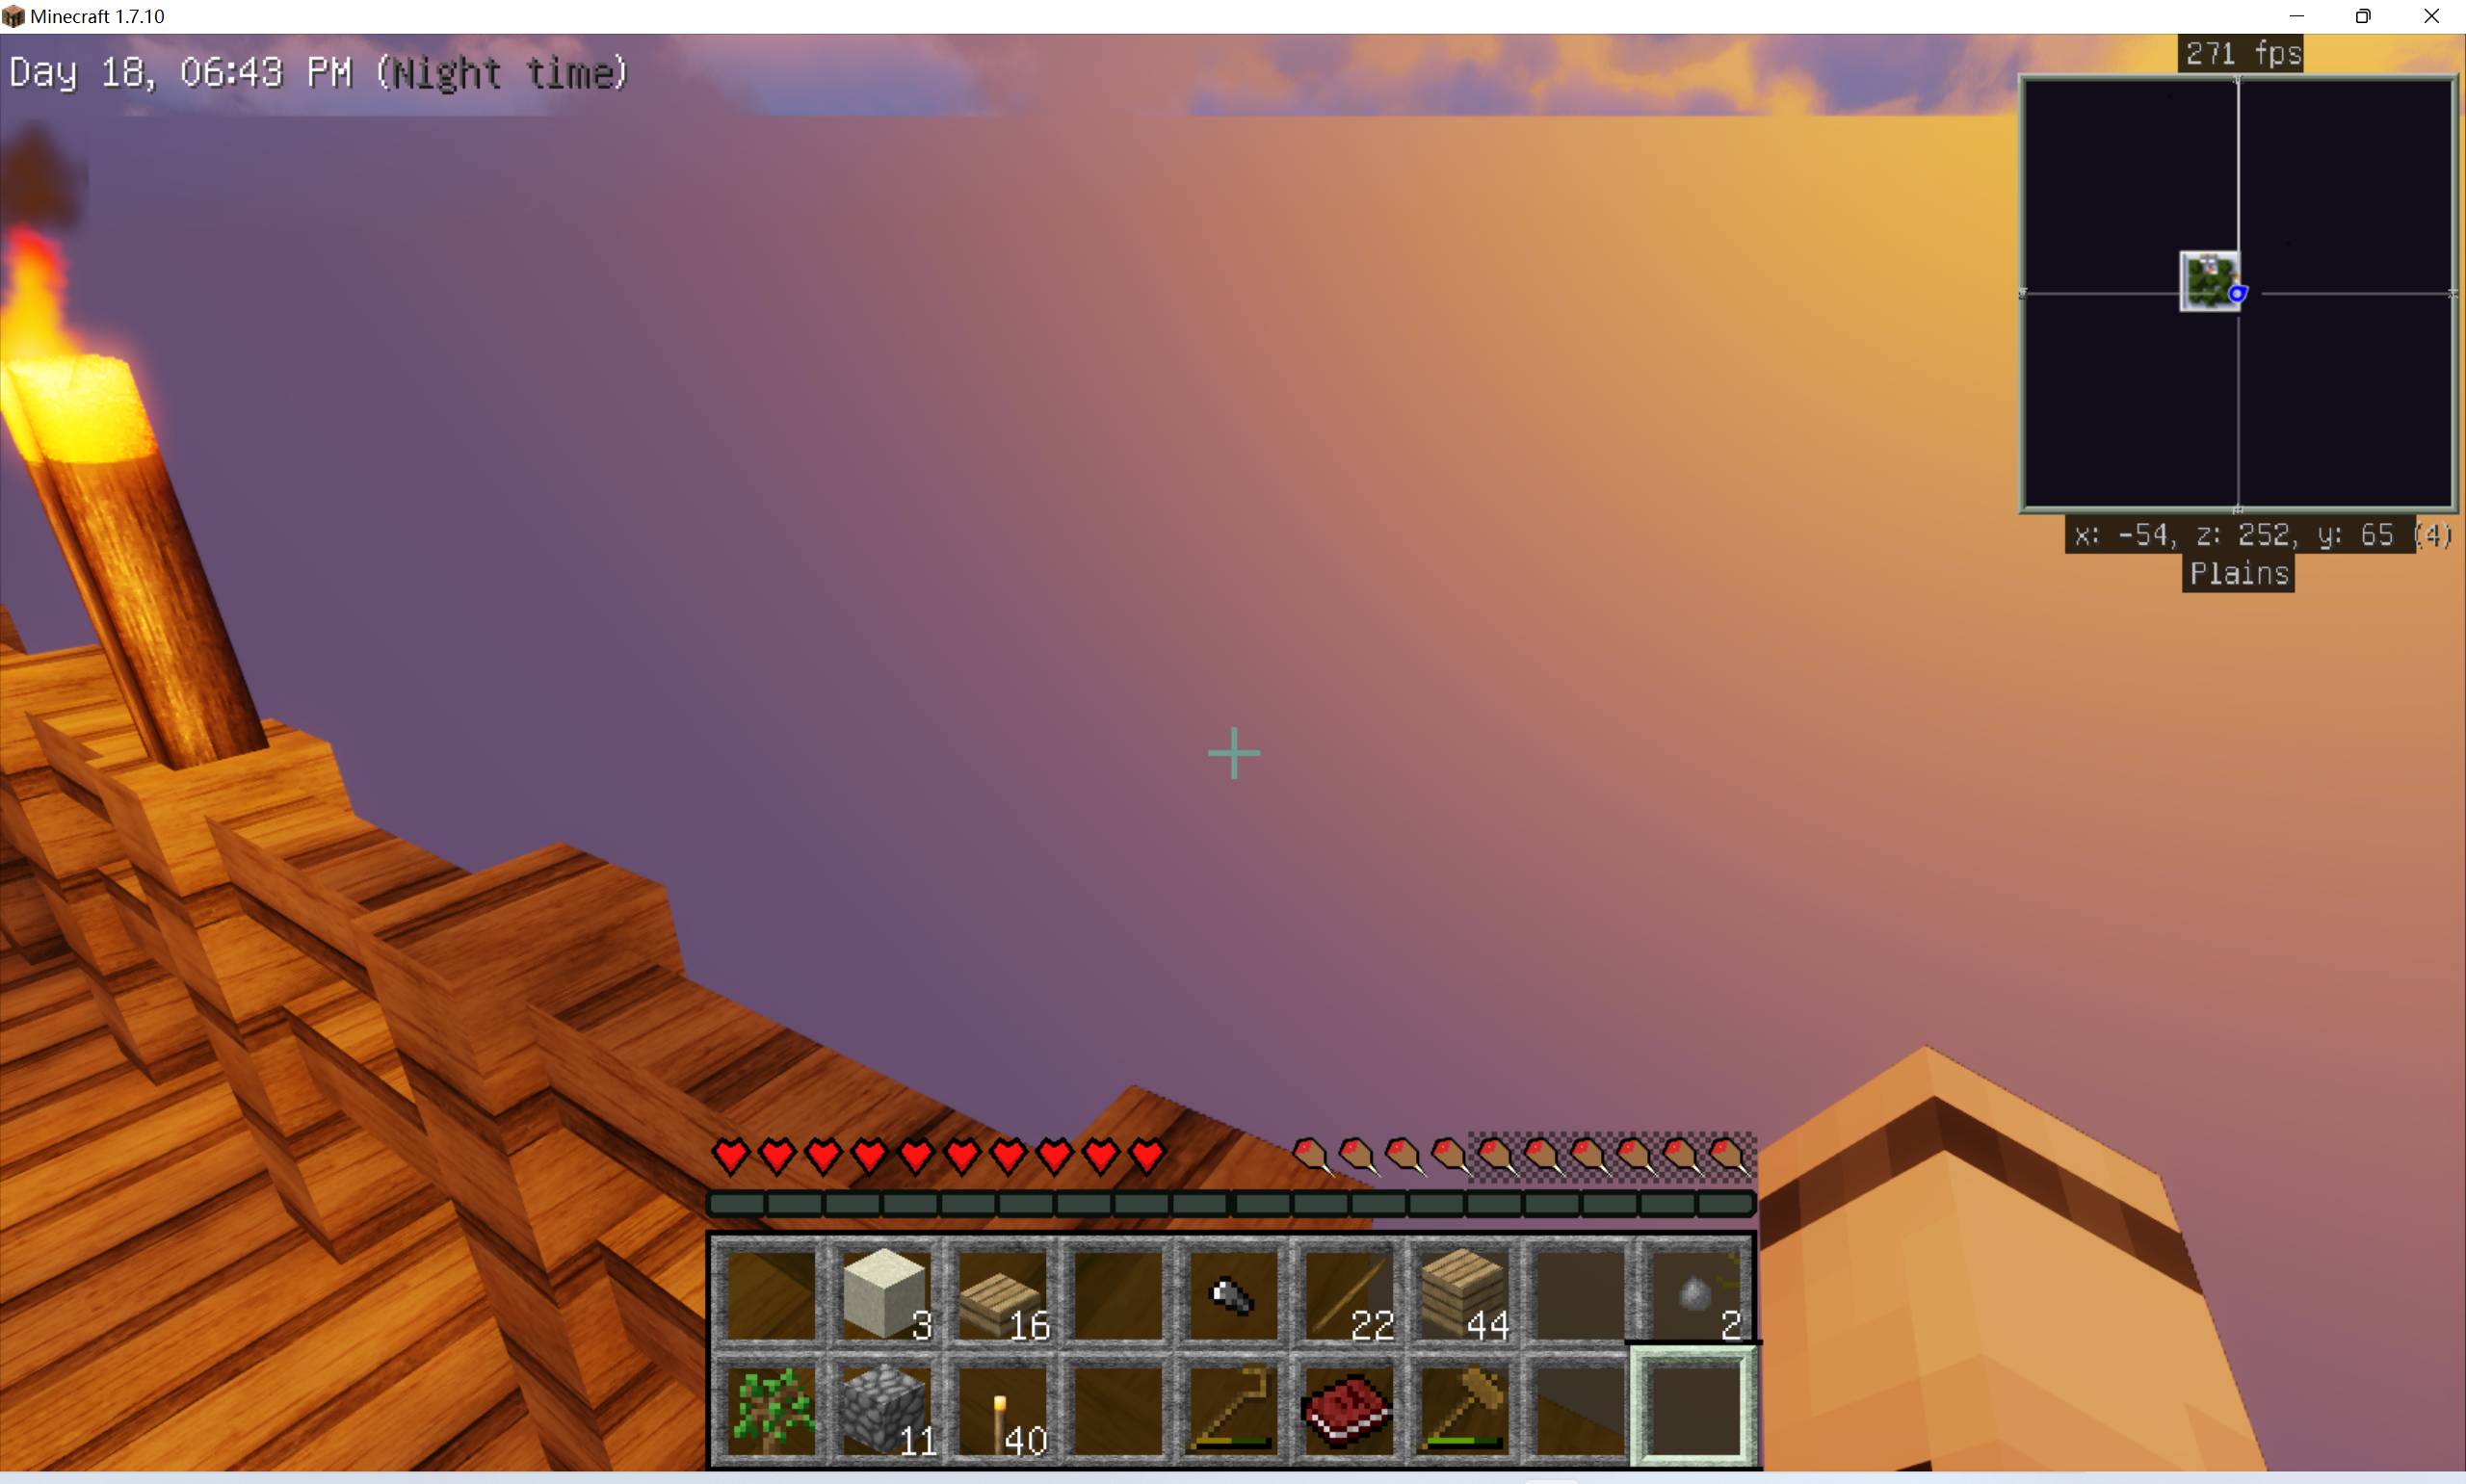 Minecraft 1.7.10
Day 18, 06:43 PM (Night time)
271 fps
x: -54, z: 252, y: 65 (4)
Plains
3
16
22
44
2
11
40